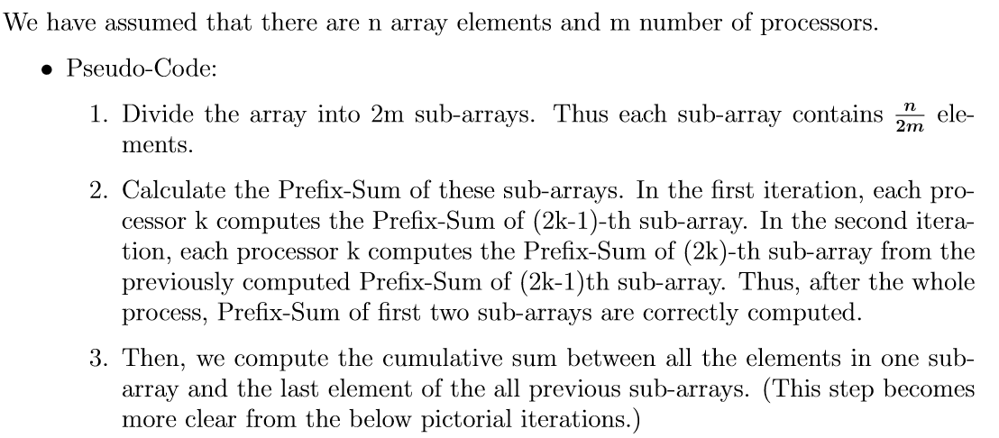 We have assumed that there are n array elements and m number of processors.
• Pseudo-Code:
1. Divide the array into 2m sub-arrays. Thus each sub-array contains n/2m ele-
ments.
2. Calculate the Prefix-Sum of these sub-arrays. In the first iteration, each pro-
cessor k computes the Prefix-Sum of (2k-1)-th sub-array. In the second itera-
tion, each processor k computes the Prefix-Sum of (2k)-th sub-array from the
previously computed Prefix-Sum of (2k-1)th sub-array. Thus, after the whole
process, Prefix-Sum of first two sub-arrays are correctly computed.
3. Then, we compute the cumulative sum between all the elements in one sub-
array and the last element of the all previous sub-arrays. (This step becomes
more clear from the below pictorial iterations.)